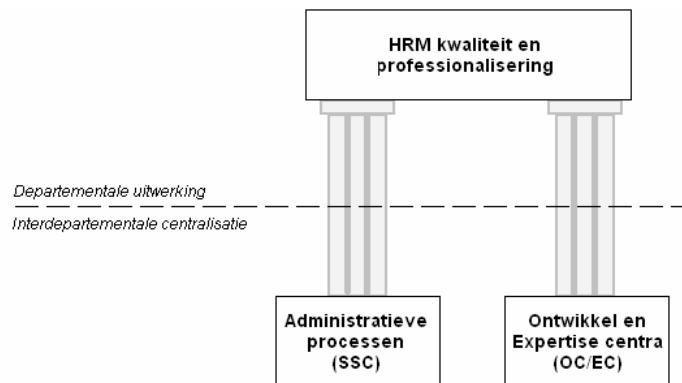 HRM kwaliteit en
professionalisering
Departementale uitwerking
Interdepartementale centralisatie
Administratieve
processen
(SSC)
Ontwikkel en
Expertise centra
(OC/EC)